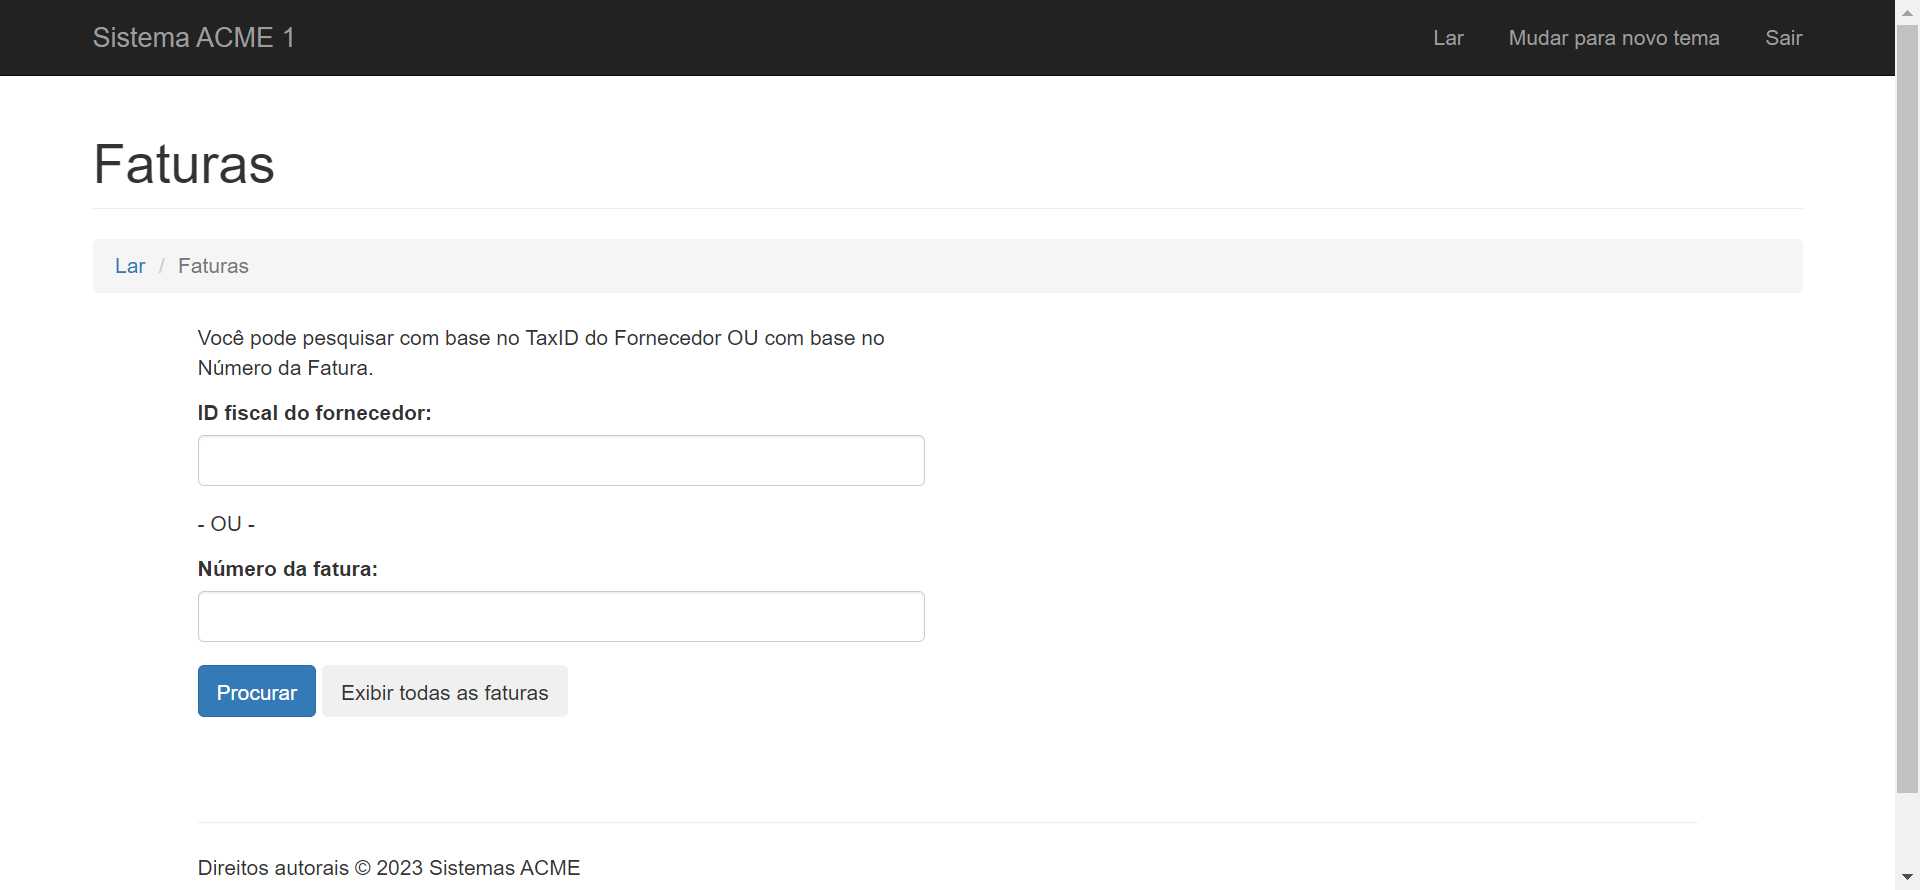 Sistema ACME 1
Lar
Mudar para novo tema
Sair
Faturas
Lar / Faturas
Você pode pesquisar com base no TaxID do Fornecedor OU com base no
Número da Fatura.
ID fiscal do fornecedor:
- OU -
Número da fatura:
Procurar
Exibir todas as faturas
Direitos autorais © 2023 Sistemas ACME